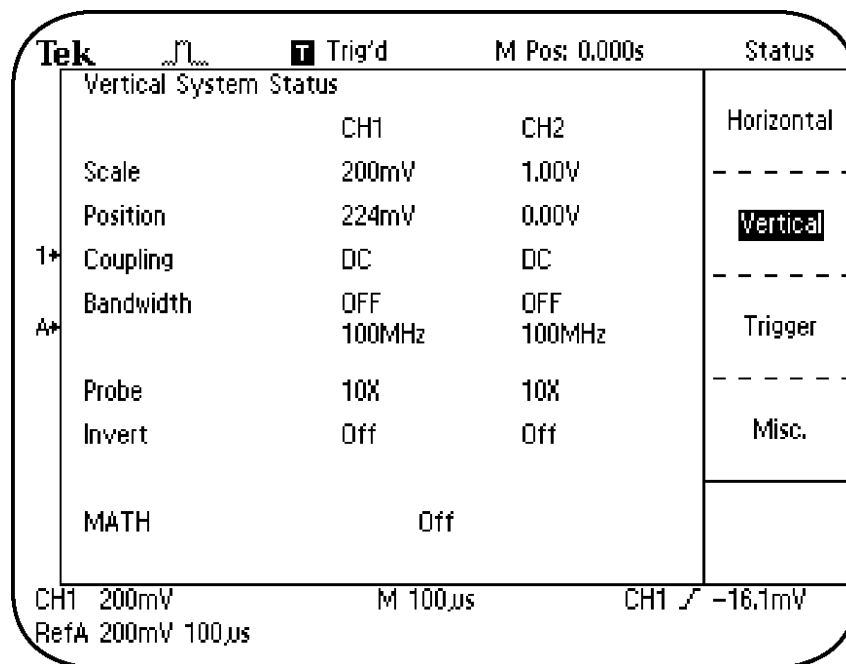 Tek T Trig'd M Pos: 0.000s Status
Vertical System Status
CH1 CH2 Horizontal
Scale 200mV 1.00V
Position 224mV 0.00V Vertical
1 Coupling DC DC
Bandwidth OFF OFF
A 100MHz 100MHz Trigger
Probe 10X 10X
Invert Off Off Misc.
MATH Off
CH1 200mV M 100µs CH1 -16.1mV
RefA 200mV 100µs